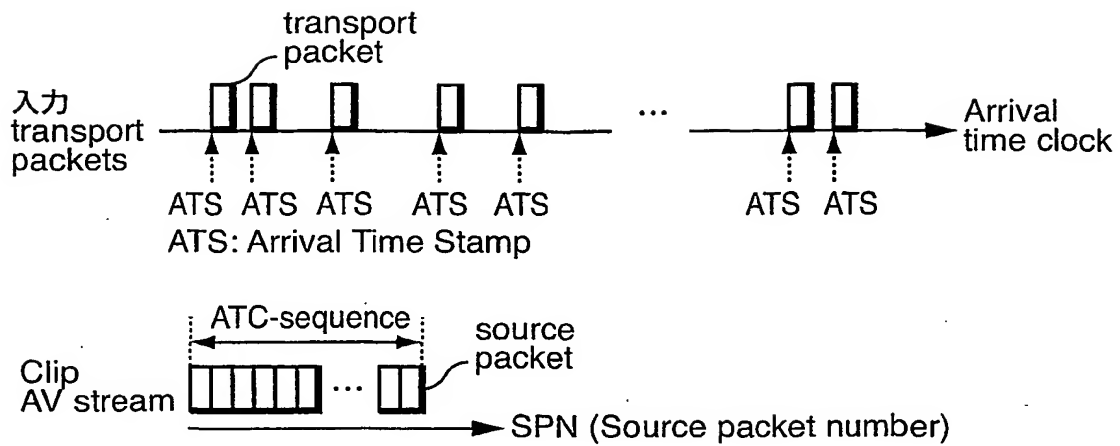 transport
packet
入力
transport
packets
...
Arrival
time clock
ATS ATS ATS ATS ATS ATS ATS
ATS: Arrival Time Stamp
ATC-sequence
source
packet
Clip
AV stream
...
SPN (Source packet number)